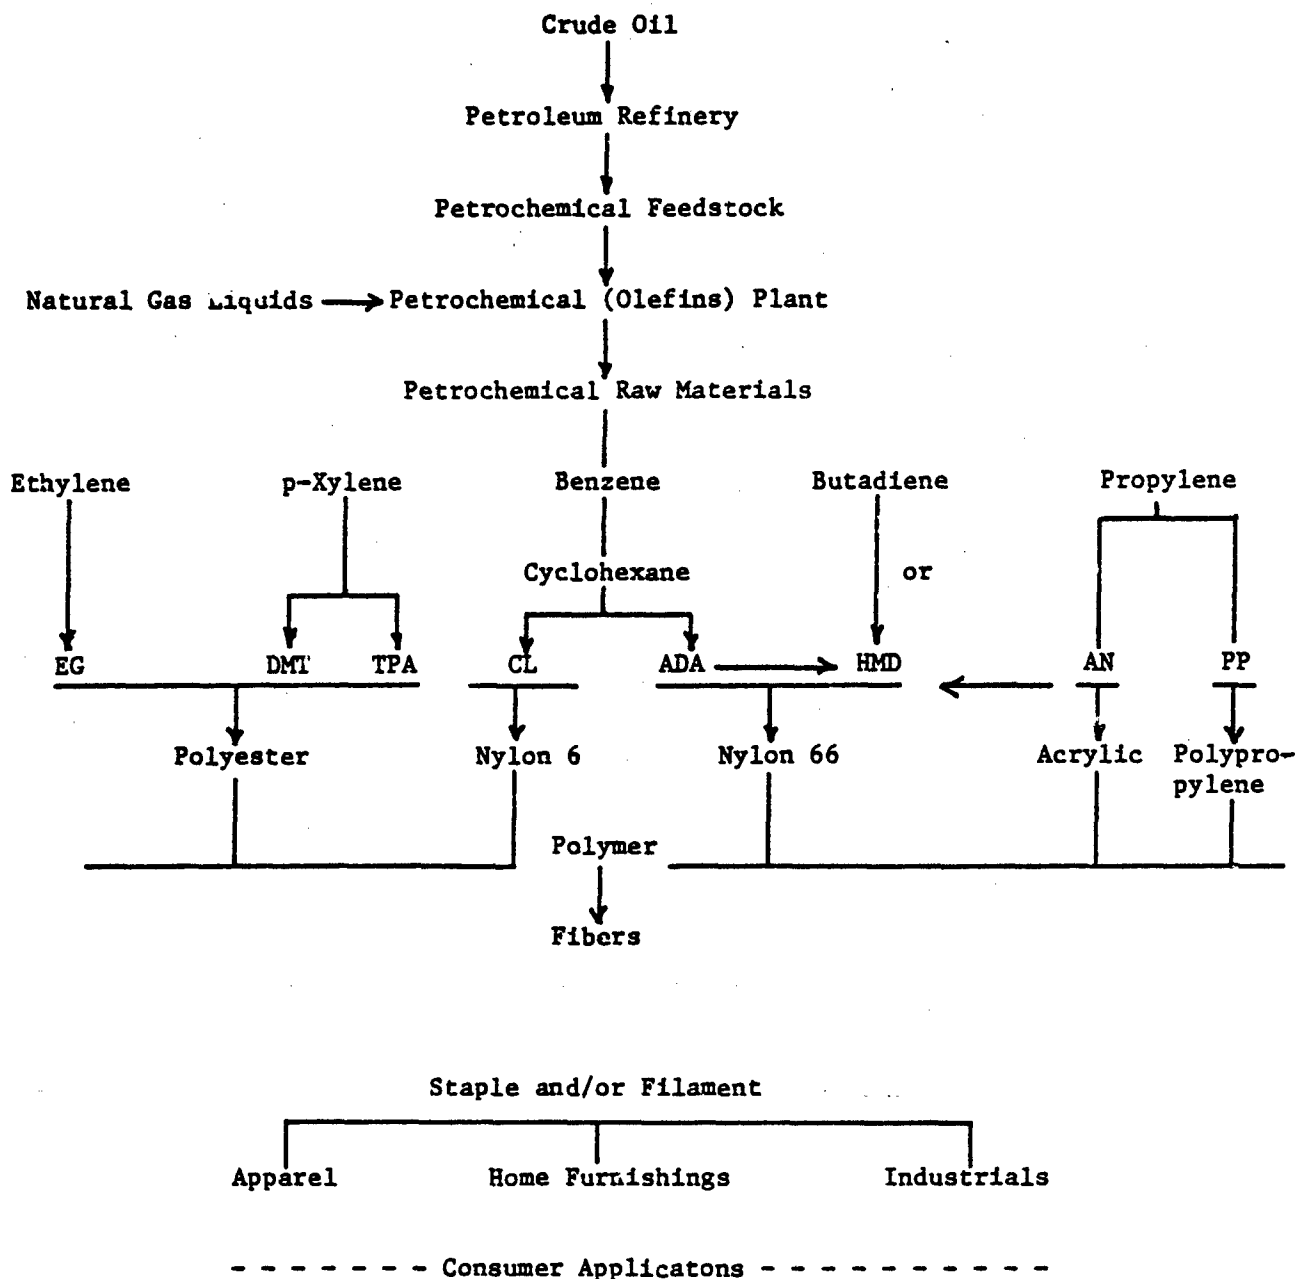 Crude Oil
Petroleum Refinery
Petrochemical Feedstock
Natural Gas Liquids Petrochemical (Olefins) Plant
Petrochemical Raw Materials
Ethylene p-Xylene Benzene Butadiene Propylene
Cyclohexane or
EG DMT TPA CL ADA HMD AN PP
Polyester Nylon 6 Nylon 66 Acrylic Polypro-
pylene
Polymer
Fibers
Staple and/or Filament
Apparel Home Furnishings Industrials
- - - - - - - Consumer Applicatons - - - - - - - - - -